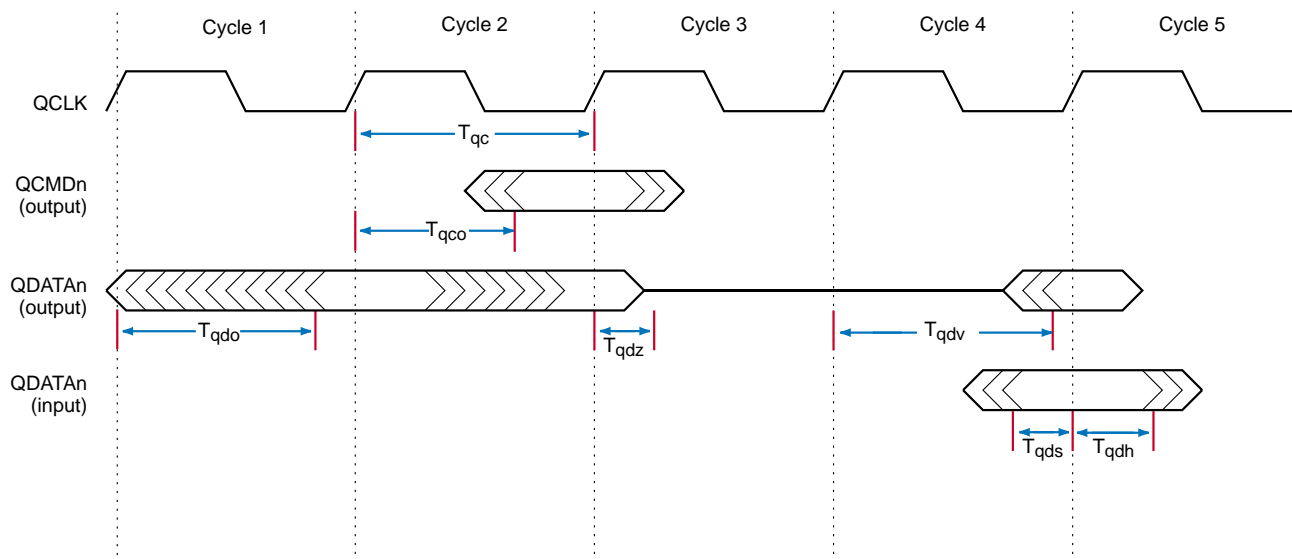 Cycle 1 Cycle 2 Cycle 3 Cycle 4 Cycle 5
QCLK
Tqc
QCMDn
(output)
Tqco
QDATAn
(output)
Tqdo Tqdz Tqdv
QDATAn
(input)
Tqds Tqdh